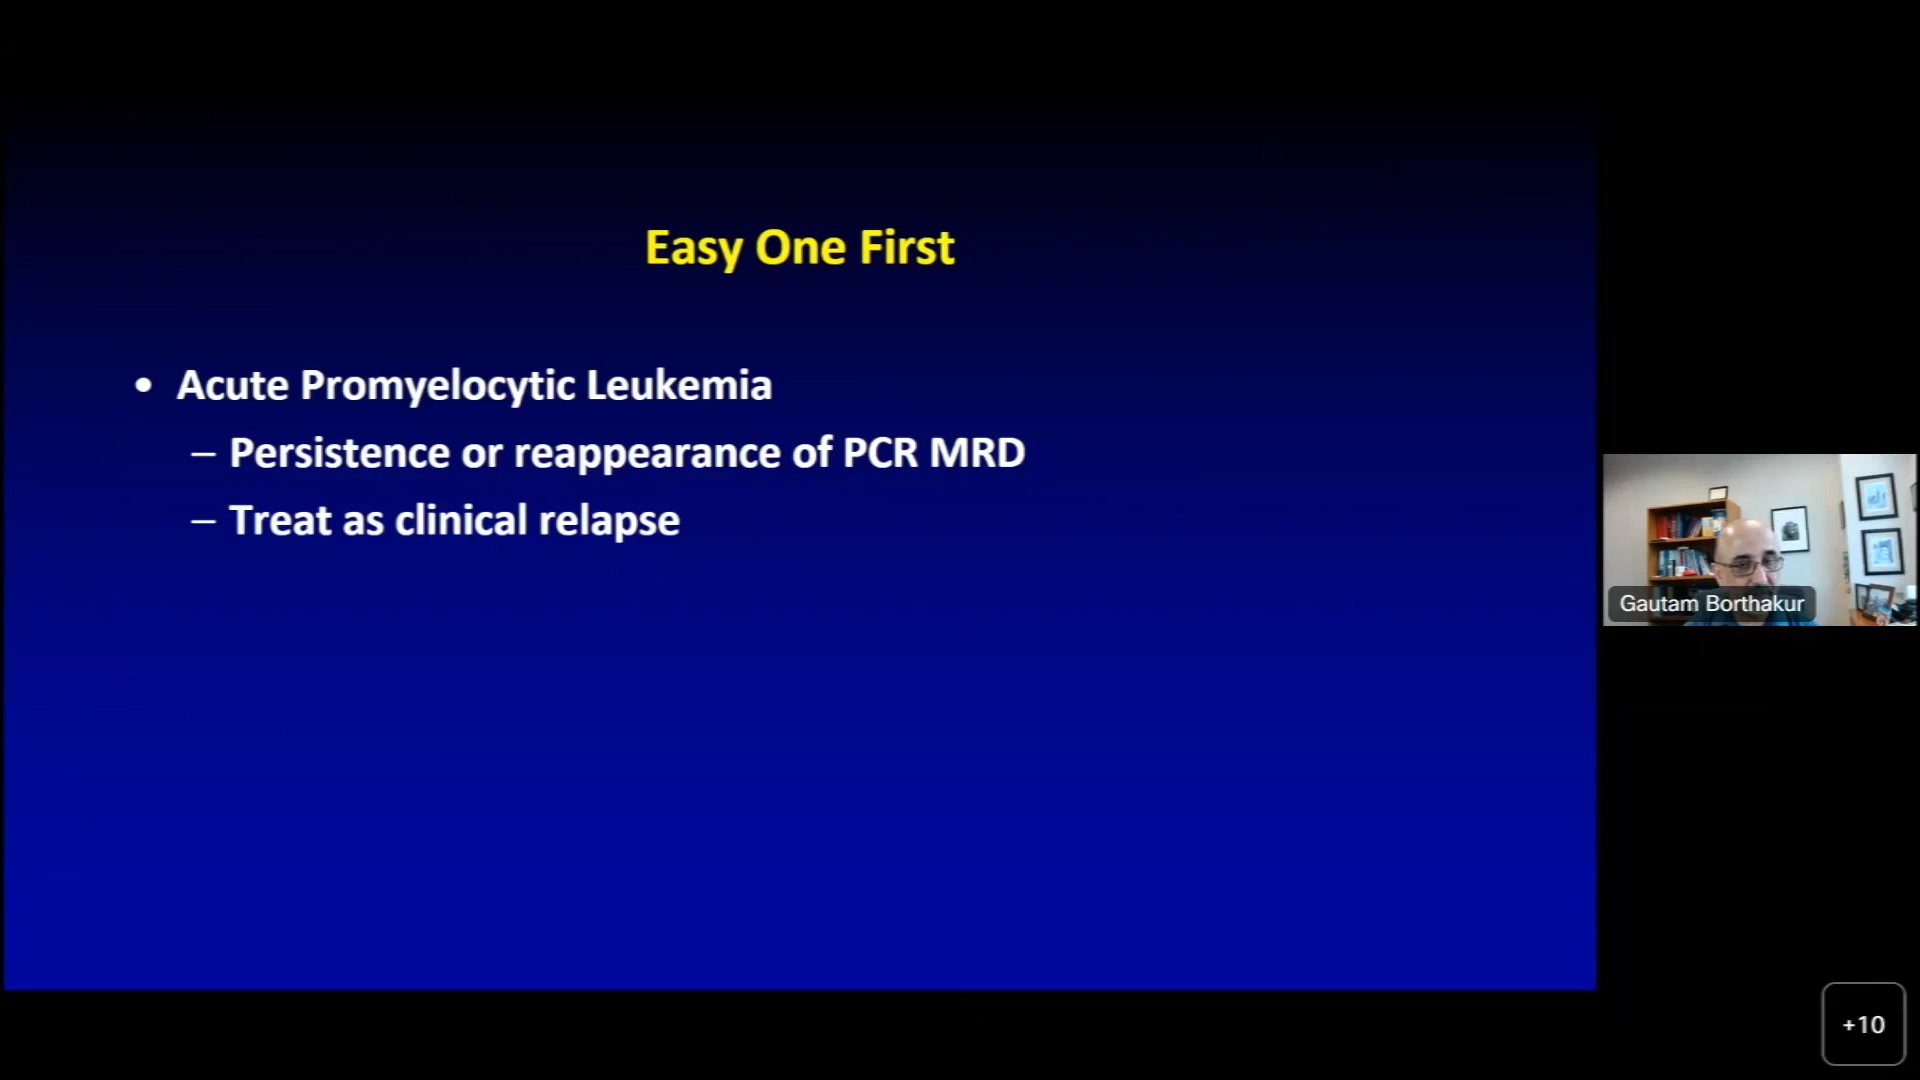 Easy One First
• Acute Promyelocytic Leukemia
– Persistence or reappearance of PCR MRD
– Treat as clinical relapse
Gautam Borthakur
+10